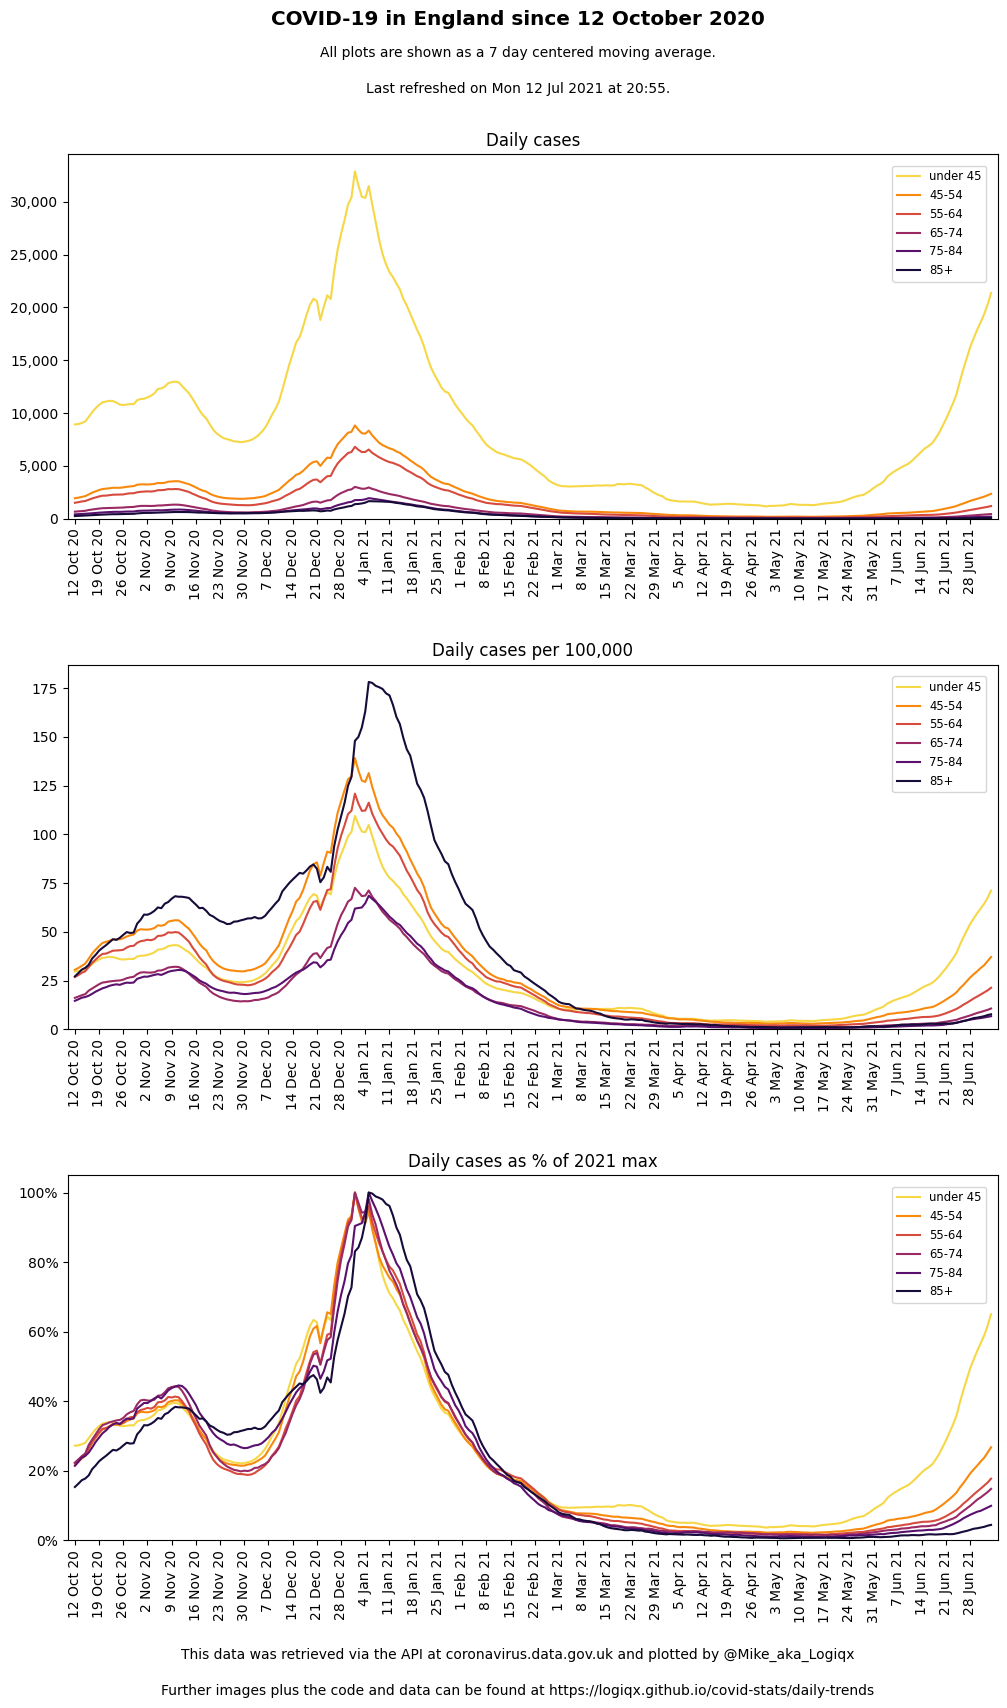 COVID-19 in England since 12 October 2020
All plots are shown as a 7 day centered moving average.
Last refreshed on Mon 12 Jul 2021 at 20:55.
Daily cases
30,000
25,000
20,000
15,000
10,000
5,000
0
under 45
45-54
55-64
65-74
75-84
85+
12 Oct 20
19 Oct 20
26 Oct 20
2 Nov 20
9 Nov 20
16 Nov 20
23 Nov 20
30 Nov 20
7 Dec 20
14 Dec 20
21 Dec 20
28 Dec 20
4 Jan 21
11 Jan 21
18 Jan 21
25 Jan 21
1 Feb 21
8 Feb 21
15 Feb 21
22 Feb 21
1 Mar 21
8 Mar 21
15 Mar 21
22 Mar 21
29 Mar 21
5 Apr 21
12 Apr 21
19 Apr 21
26 Apr 21
3 May 21
10 May 21
17 May 21
24 May 21
31 May 21
7 Jun 21
14 Jun 21
21 Jun 21
28 Jun 21
Daily cases per 100,000
175
150
125
100
75
50
25
0
under 45
45-54
55-64
65-74
75-84
85+
12 Oct 20
19 Oct 20
26 Oct 20
2 Nov 20
9 Nov 20
16 Nov 20
23 Nov 20
30 Nov 20
7 Dec 20
14 Dec 20
21 Dec 20
28 Dec 20
4 Jan 21
11 Jan 21
18 Jan 21
25 Jan 21
1 Feb 21
8 Feb 21
15 Feb 21
22 Feb 21
1 Mar 21
8 Mar 21
15 Mar 21
22 Mar 21
29 Mar 21
5 Apr 21
12 Apr 21
19 Apr 21
26 Apr 21
3 May 21
10 May 21
17 May 21
24 May 21
31 May 21
7 Jun 21
14 Jun 21
21 Jun 21
28 Jun 21
Daily cases as % of 2021 max
100%
80%
60%
40%
20%
0%
under 45
45-54
55-64
65-74
75-84
85+
12 Oct 20
19 Oct 20
26 Oct 20
2 Nov 20
9 Nov 20
16 Nov 20
23 Nov 20
30 Nov 20
7 Dec 20
14 Dec 20
21 Dec 20
28 Dec 20
4 Jan 21
11 Jan 21
18 Jan 21
25 Jan 21
1 Feb 21
8 Feb 21
15 Feb 21
22 Feb 21
1 Mar 21
8 Mar 21
15 Mar 21
22 Mar 21
29 Mar 21
5 Apr 21
12 Apr 21
19 Apr 21
26 Apr 21
3 May 21
10 May 21
17 May 21
24 May 21
31 May 21
7 Jun 21
14 Jun 21
21 Jun 21
28 Jun 21
This data was retrieved via the API at coronavirus.data.gov.uk and plotted by @Mike_aka_Logiqx
Further images plus the code and data can be found at https://logiqx.github.io/covid-stats/daily-trends